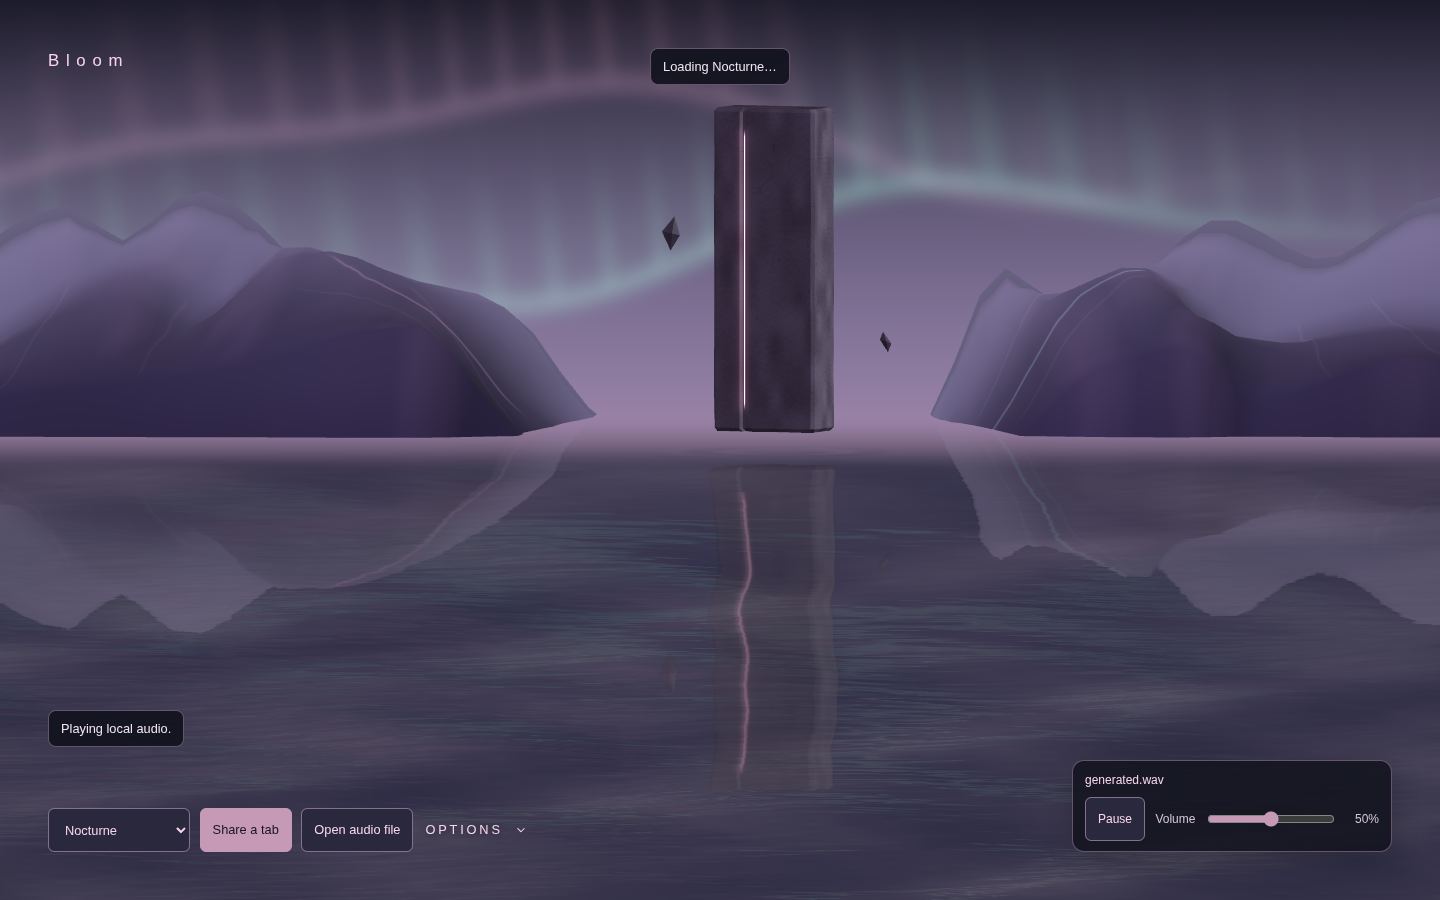 Bloom
Loading Nocturne…
Playing local audio.
Nocturne
Share a tab
Open audio file
OPTIONS
generated.wav
Pause
Volume
50%